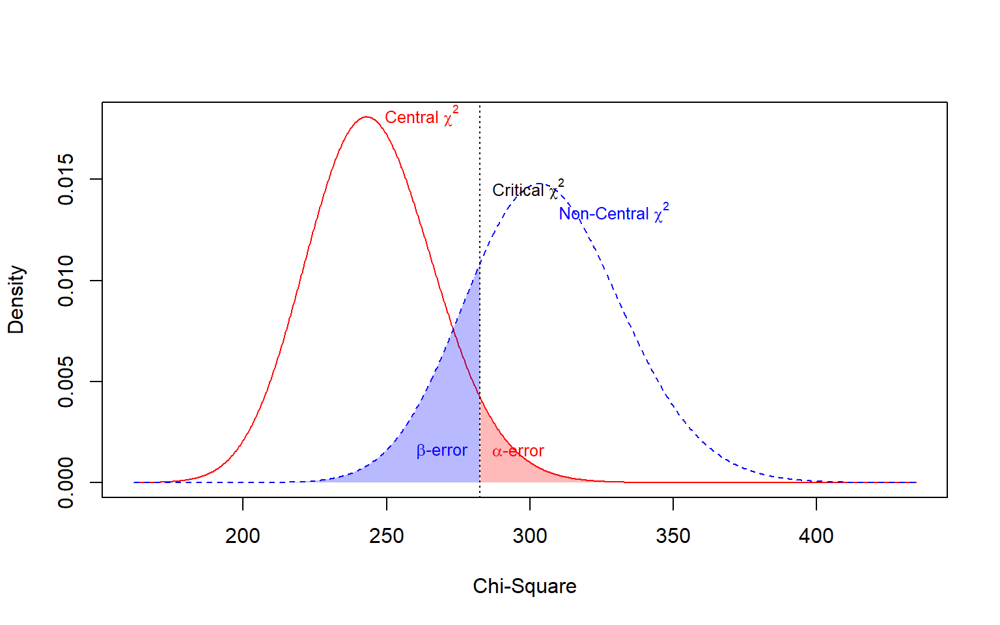 Central χ²
Critical χ²
Non-Central χ²
β-error
α-error
0.000
0.005
0.010
0.015
Density
200
250
300
350
400
Chi-Square